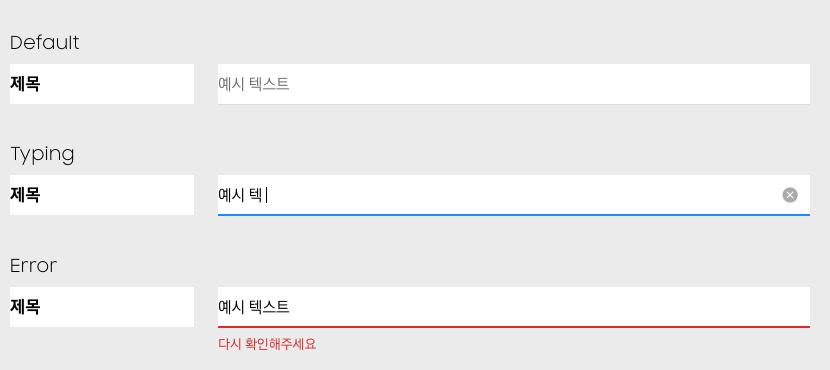 Default
제목 예시 텍스트
Typing
제목 예시 텍
Error
제목 예시 텍스트
다시 확인해주세요